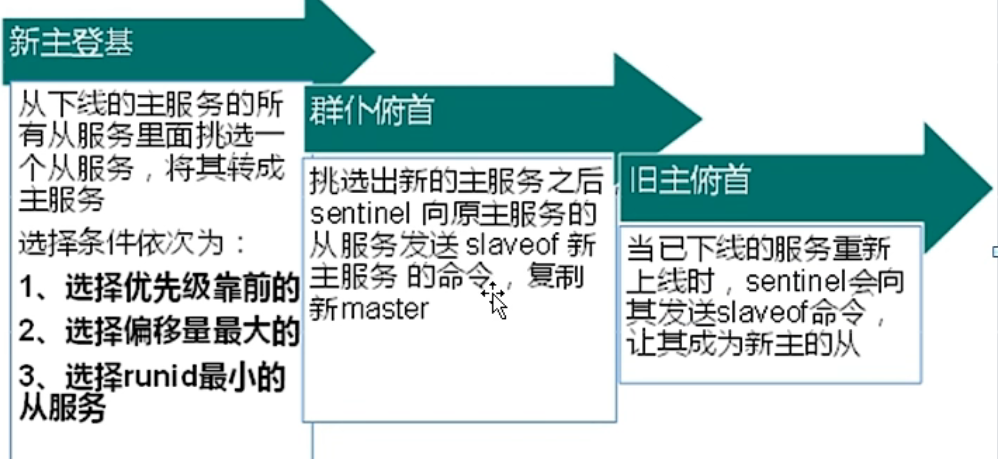 新主登基
从下线的主服务的所
有从服务里面挑选一
个从服务，将其转成
主服务
选择条件依次为：
1、选择优先级靠前的
2、选择偏移量最大的
3、选择runid最小的
从服务
群仆俯首
挑选出新的主服务之后，
sentinel 向原主服务的
从服务发送 slaveof 新
主服务 的命令，复制
新master
旧主俯首
当已下线的服务重新
上线时，sentinel会向
其发送slaveof命令，
让其成为新主的从